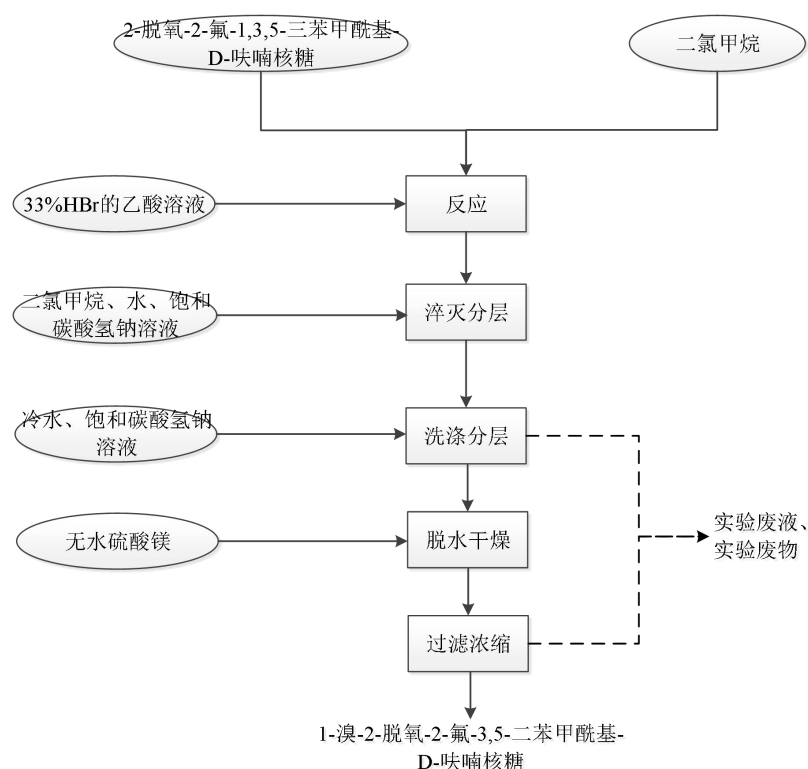 2-脱氧-2-氟-1,3,5-三苯甲酰基-
D-呋喃核糖
二氯甲烷
33%HBr的乙酸溶液
反应
二氯甲烷、水、饱和
碳酸氢钠溶液
淬灭分层
冷水、饱和碳酸氢钠
溶液
洗涤分层
无水硫酸镁
脱水干燥
实验废液、
实验废物
过滤浓缩
1-溴-2-脱氧-2-氟-3,5-二苯甲酰基-
D-呋喃核糖